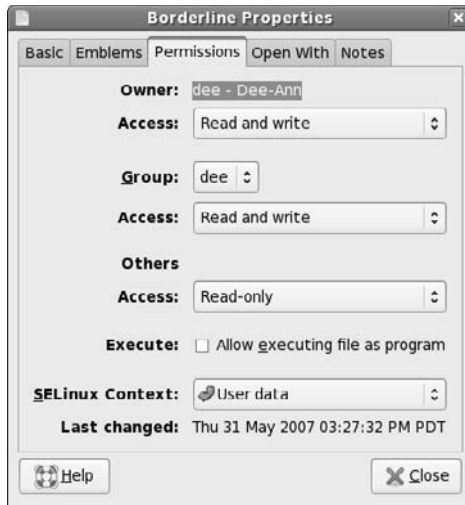 Borderline Properties
Basic Emblems Permissions Open With Notes
Owner: dee - Dee-Ann
Access: Read and write
Group: dee
Access: Read and write
Others
Access: Read-only
Execute: Allow executing file as program
SELinux Context: User data
Last changed: Thu 31 May 2007 03:27:32 PM PDT
Help Close